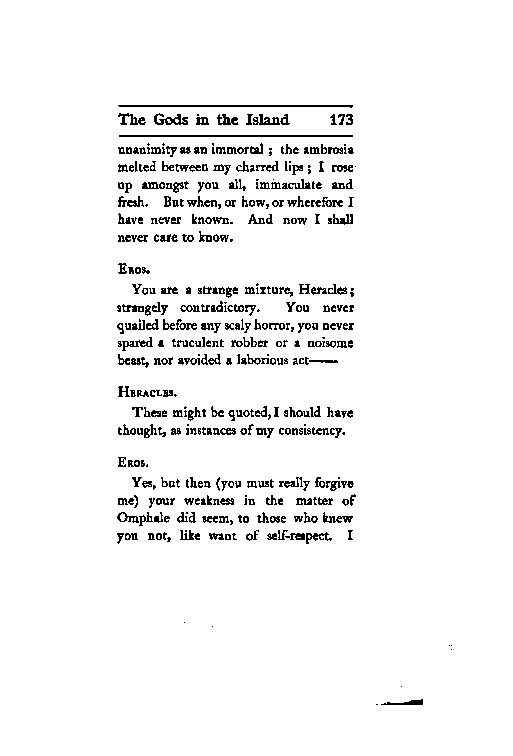 The Gods in the Island 173
unanimity as an immortal ; the ambrosia
melted between my charred lips ; I rose
up amongst you all, immaculate and
fresh. But when, or how, or wherefore I
have never known. And now I shall
never care to know.
Eros.
You are a strange mixture, Heracles ;
strangely contradictory. You never
quailed before any scaly horror, you never
spared a truculent robber or a noisome
beast, nor avoided a laborious act——
Heracles.
These might be quoted, I should have
thought, as instances of my consistency.
Eros.
Yes, but then (you must really forgive
me) your weakness in the matter of
Omphale did seem, to those who knew
you not, like want of self-respect. I